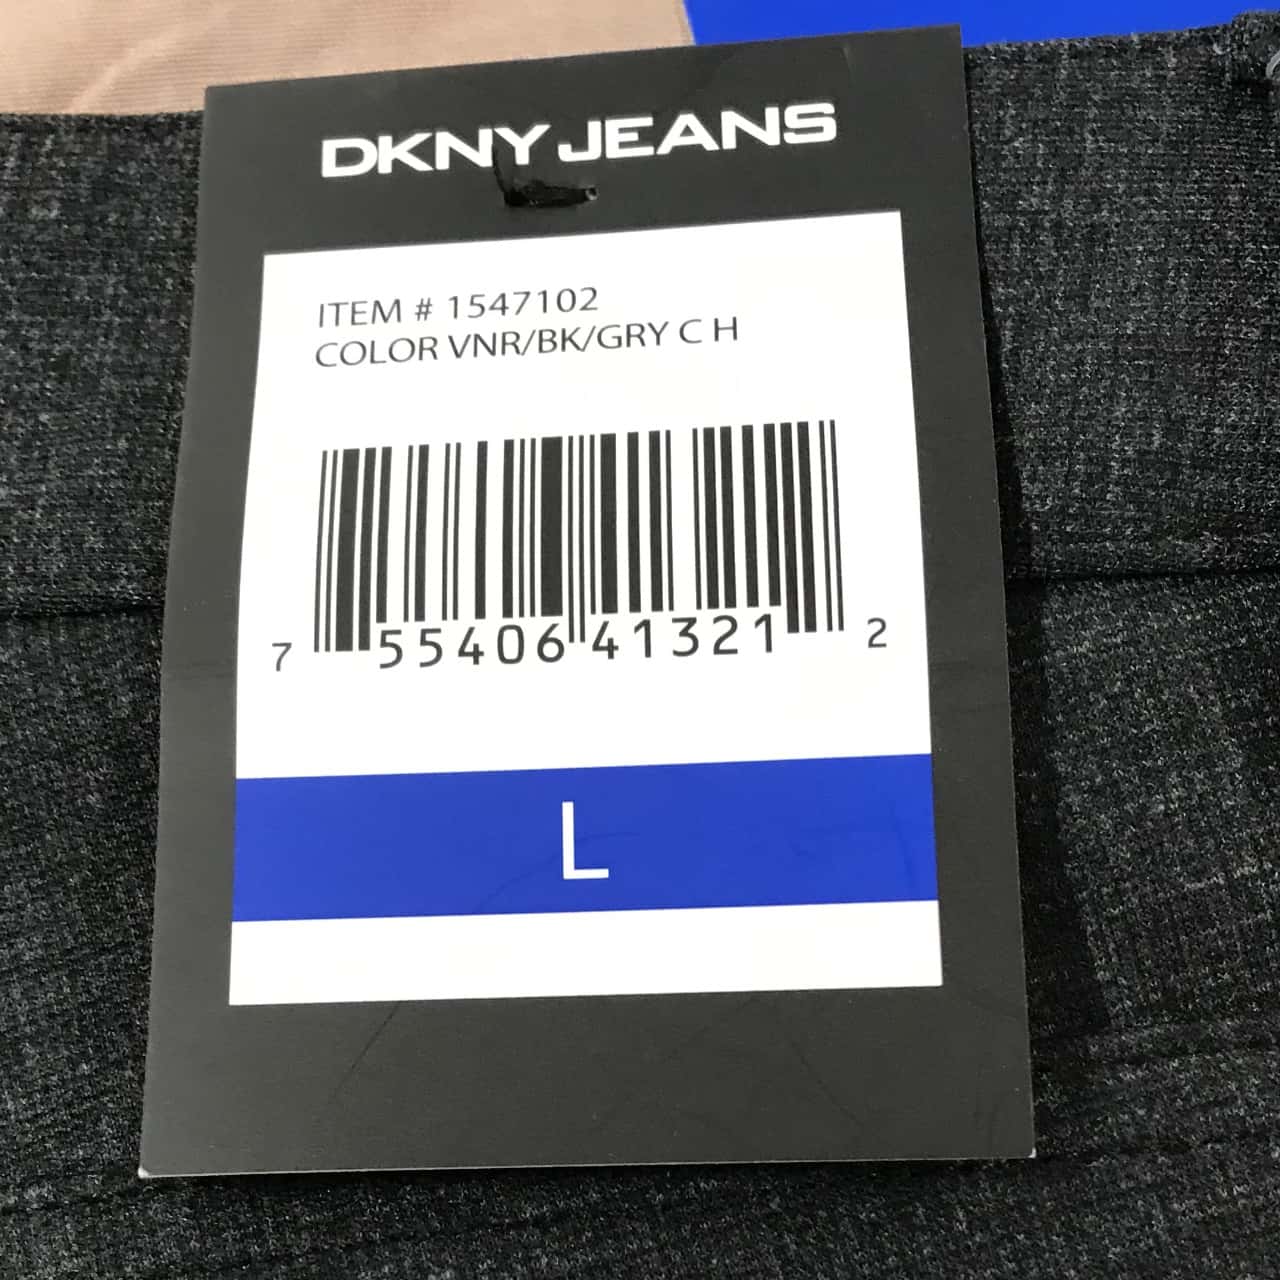 DKNY JEANS
ITEM # 1547102
COLOR VNR/BK/GRY C H
7 55406 41321 2
L